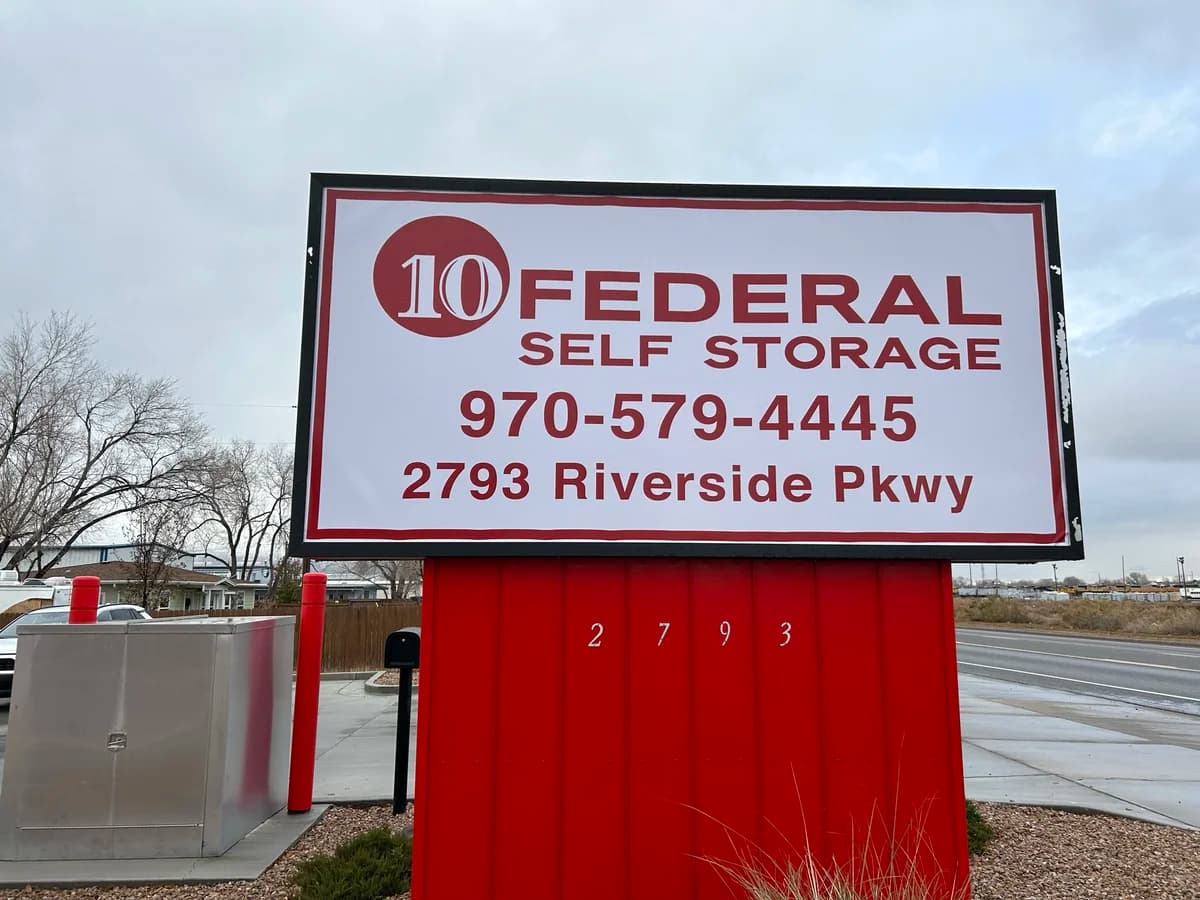 10 FEDERAL
SELF STORAGE
970-579-4445
2793 Riverside Pkwy
2793